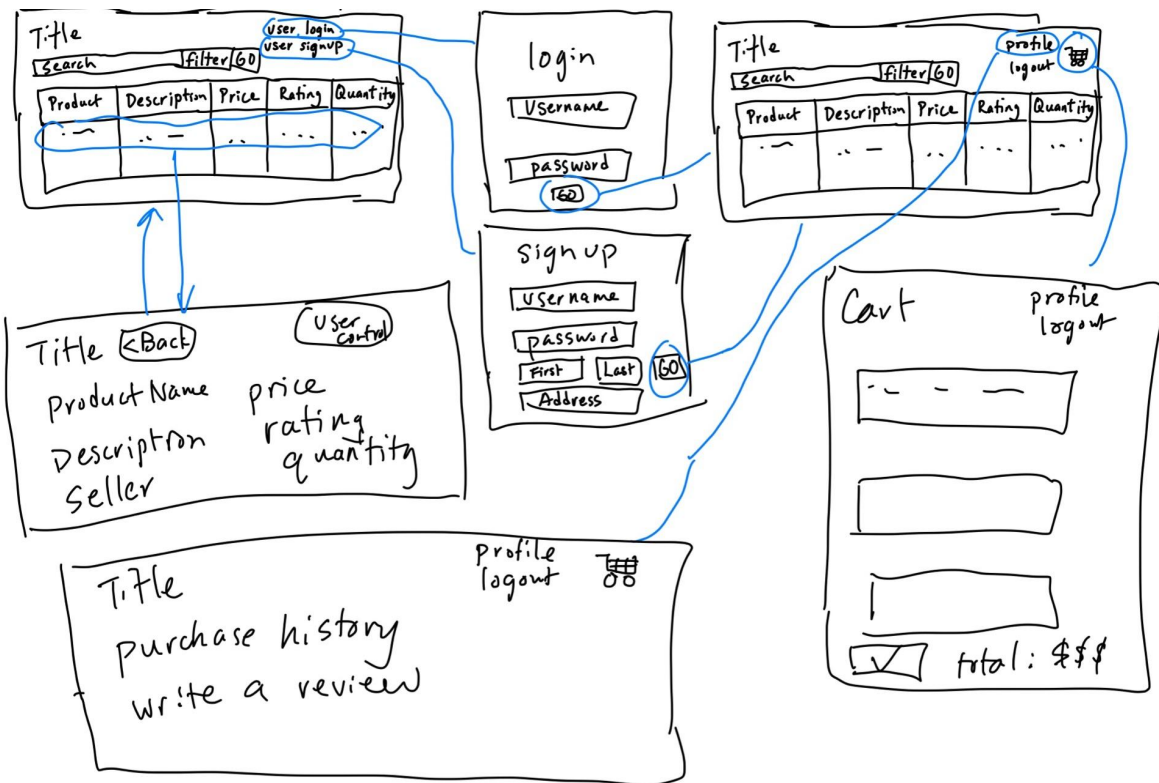 Title
user login
user signup
search filter GO
Product Description Price Rating Quantity
login
Username
password
GO
Title
profile
logout
search filter GO
Product Description Price Rating Quantity
sign up
username
password
First Last GO
Address
Title <Back User control
Product Name price
Description rating
Seller quantity
Cart
profile
logout
total: $$$
Title
profile
logout
purchase history
write a review